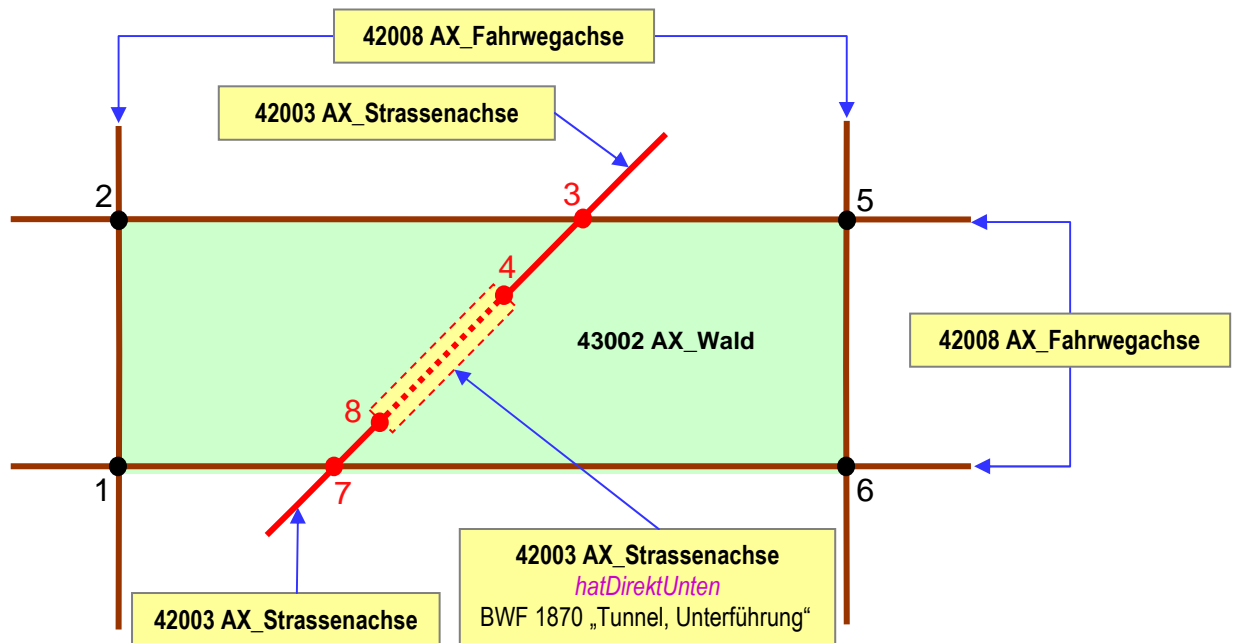 42008 AX_Fahrwegachse
42003 AX_Strassenachse
2
3
5
4
43002 AX_Wald
42008 AX_Fahrwegachse
8
1
7
6
42003 AX_Strassenachse
hatDirektUnten
BWF 1870 „Tunnel, Unterführung“
42003 AX_Strassenachse